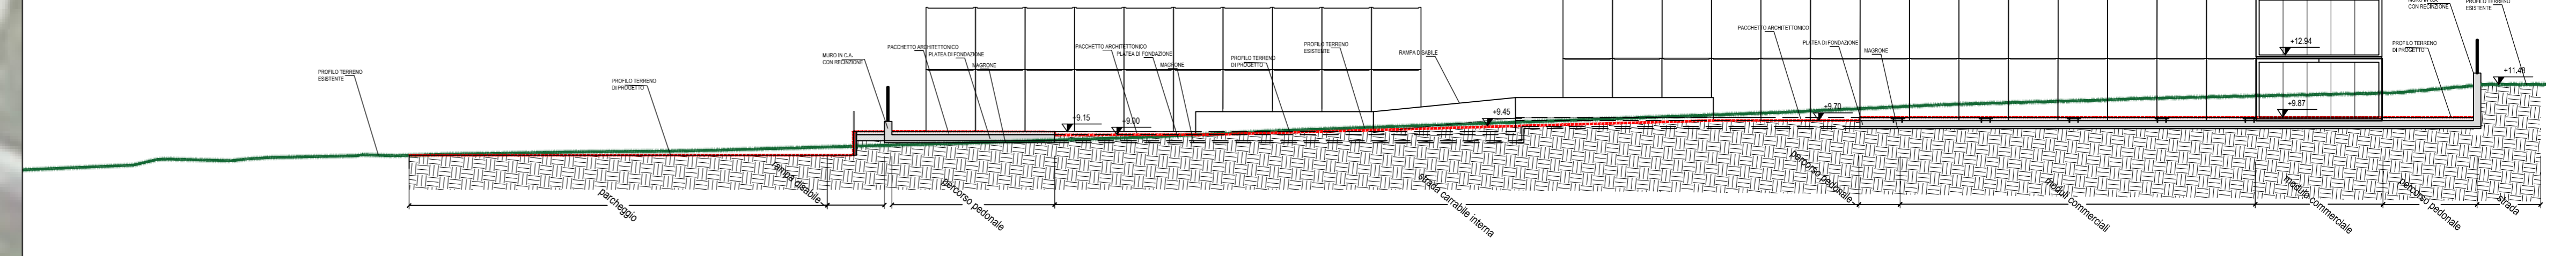 PROFILO TERRENO
ESISTENTE
PROFILO TERRENO
DI PROGETTO
MURO IN C.A.
CON RECINZIONE
PACCHETTO ARCHITETTONICO
PLATEA DI FONDAZIONE
MAGRONE
PACCHETTO ARCHITETTONICO
PLATEA DI FONDAZIONE
MAGRONE
PROFILO TERRENO
DI PROGETTO
PROFILO TERRENO
ESISTENTE
RAMPA DISABILE
PACCHETTO ARCHITETTONICO
PLATEA DI FONDAZIONE
MAGRONE
PROFILO TERRENO
DI PROGETTO
MURO IN C.A.
CON RECINZIONE
PROFILO TERRENO
ESISTENTE
+9.15
+9.00
+9.45
+9.70
+12.94
+9.87
+11.48
parcheggio
rampa disabile
percorso pedonale
strada carrabile interna
percorso pedonale
moduli commerciali
modulo commerciale
percorso pedonale
strada